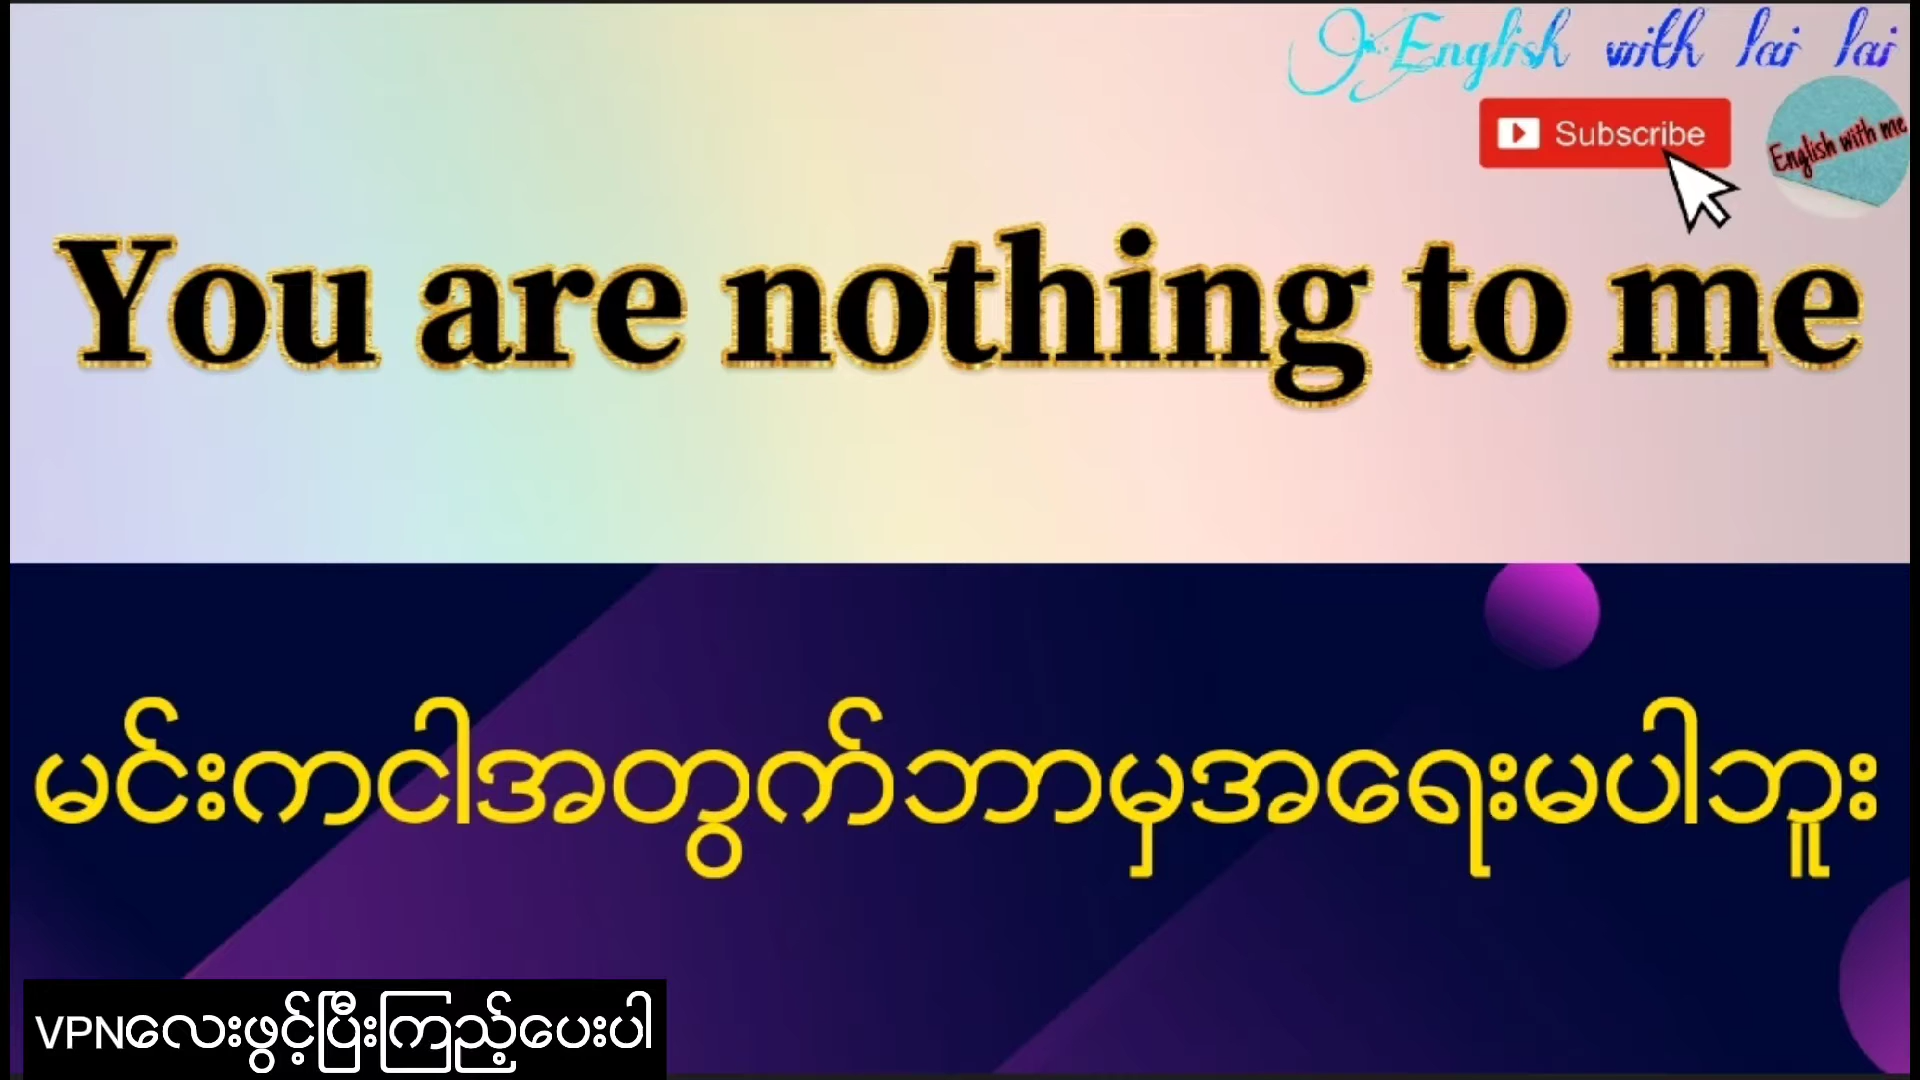 English with lai lai
Subscribe
English with me
You are nothing to me
မင်းကငါအတွက်ဘာမှအရေးမပါဘူး
VPNလေးဖွင့်ပြီးကြည့်ပေးပါ